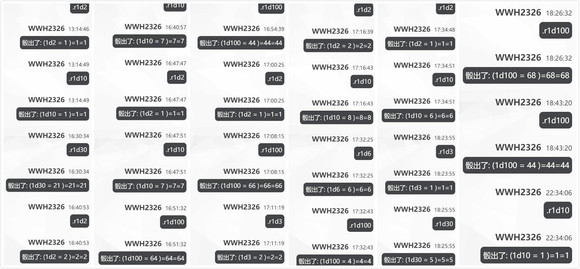 .r1d2
WWH2326 13:14:46
骰出了: (1d2 = 1 )=1=1
WWH2326 13:14:49
.r1d10
WWH2326 13:14:49
骰出了: (1d10 = 1 )=1=1
WWH2326 16:30:34
.r1d30
WWH2326 16:30:34
骰出了: (1d30 = 21 )=21=21
WWH2326 16:40:53
.r1d2
WWH2326 16:40:53
骰出了: (1d2 = 2 )=2=2
.r1d10
WWH2326 16:40:57
骰出了: (1d10 = 7 )=7=7
WWH2326 16:47:47
.r1d2
WWH2326 16:47:47
骰出了: (1d2 = 1 )=1=1
WWH2326 16:47:51
.r1d10
WWH2326 16:47:51
骰出了: (1d10 = 7 )=7=7
WWH2326 16:51:32
.r1d100
WWH2326 16:51:32
骰出了: (1d100 = 64 )=64=64
.r1d100
WWH2326 16:54:39
骰出了: (1d100 = 44 )=44=44
WWH2326 17:00:25
.r1d2
WWH2326 17:00:25
骰出了: (1d2 = 1 )=1=1
WWH2326 17:08:15
.r1d100
WWH2326 17:08:15
骰出了: (1d100 = 66 )=66=66
WWH2326 17:11:19
.r1d3
WWH2326 17:11:19
骰出了: (1d3 = 2 )=2=2
.r1d2
WWH2326 17:16:39
骰出了: (1d2 = 2 )=2=2
WWH2326 17:16:43
.r1d10
WWH2326 17:16:43
骰出了: (1d10 = 8 )=8=8
WWH2326 17:32:25
.r1d6
WWH2326 17:32:25
骰出了: (1d6 = 6 )=6=6
WWH2326 17:32:43
.r1d100
WWH2326 17:32:43
骰出了: (1d100 = 4 )=4=4
.r1d2
WWH2326 17:34:48
骰出了: (1d2 = 1 )=1=1
WWH2326 17:34:51
.r1d10
WWH2326 17:34:51
骰出了: (1d10 = 6 )=6=6
WWH2326 18:23:55
.r1d3
WWH2326 18:23:55
骰出了: (1d3 = 1 )=1=1
WWH2326 18:25:55
.r1d30
WWH2326 18:25:55
骰出了: (1d30 = 5 )=5=5
WWH2326 18:26:32
.r1d100
WWH2326 18:26:32
骰出了: (1d100 = 68 )=68=68
WWH2326 18:43:20
.r1d100
WWH2326 18:43:20
骰出了: (1d100 = 44 )=44=44
WWH2326 22:34:06
.r1d10
WWH2326 22:34:06
骰出了: (1d10 = 1 )=1=1